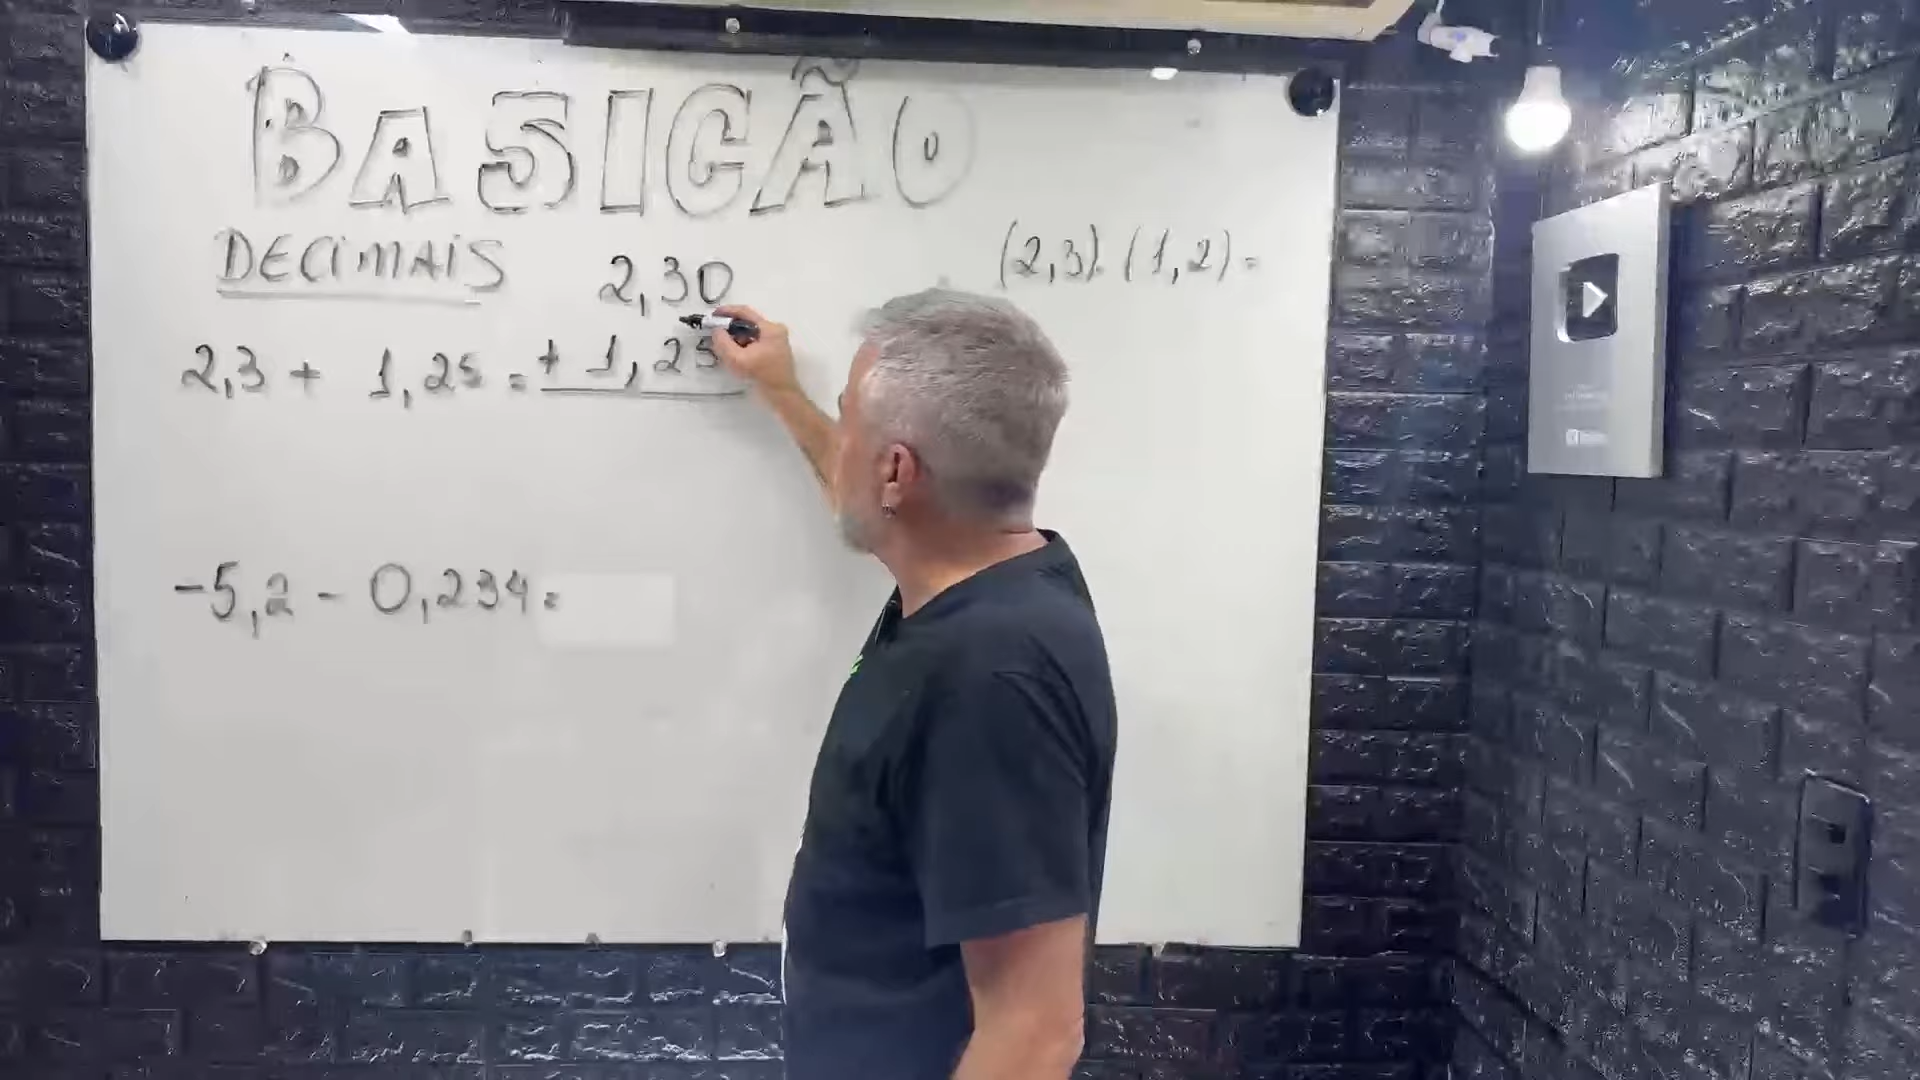 BASICÃO
DECIMAIS
2,30
2,3 + 1,25 = + 1,25
-5,2 - 0,234 =
(2,3).(1,2) =